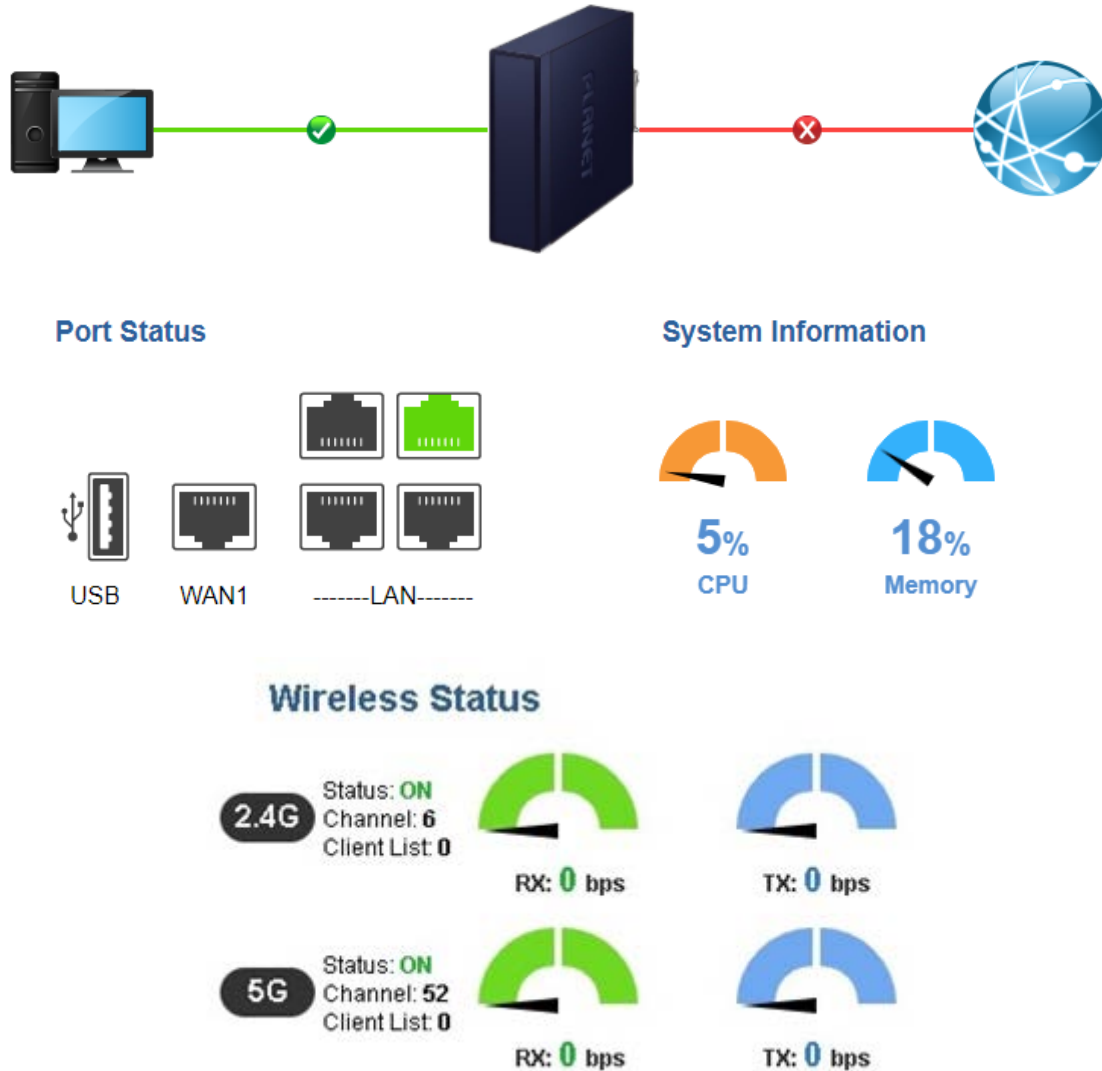 PLANET
Port Status
System Information
USB
WAN1
-------LAN-------
5%
CPU
18%
Memory
Wireless Status
2.4G
Status: ON
Channel: 6
Client List: 0
RX: 0 bps
TX: 0 bps
5G
Status: ON
Channel: 52
Client List: 0
RX: 0 bps
TX: 0 bps